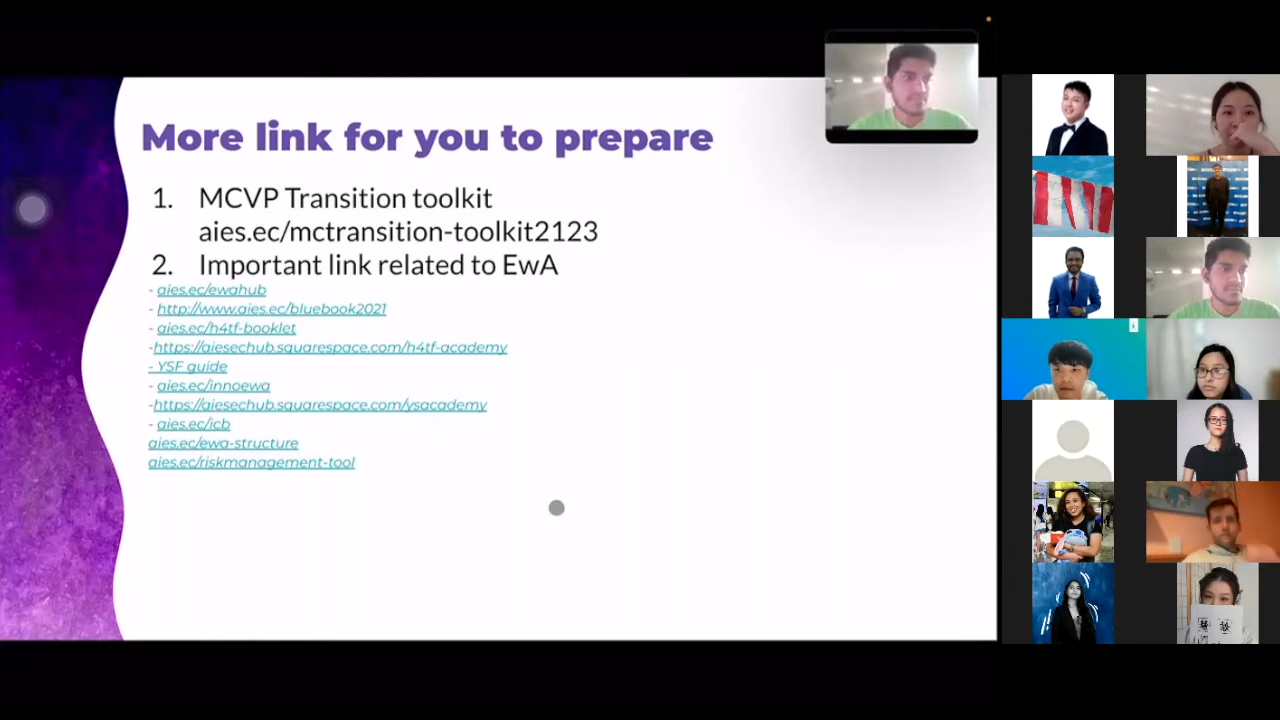 More link for you to prepare
1. MCVP Transition toolkit
aies.ec/mctransition-toolkit2123
2. Important link related to EwA
- aies.ec/ewahub
- http://www.aies.ec/bluebook2021
- aies.ec/h4tf-booklet
-https://aiesechub.squarespace.com/h4tf-academy
- YSF guide
- aies.ec/innoewa
-https://aiesechub.squarespace.com/ysacademy
- aies.ec/icb
aies.ec/ewa-structure
aies.ec/riskmanagement-tool